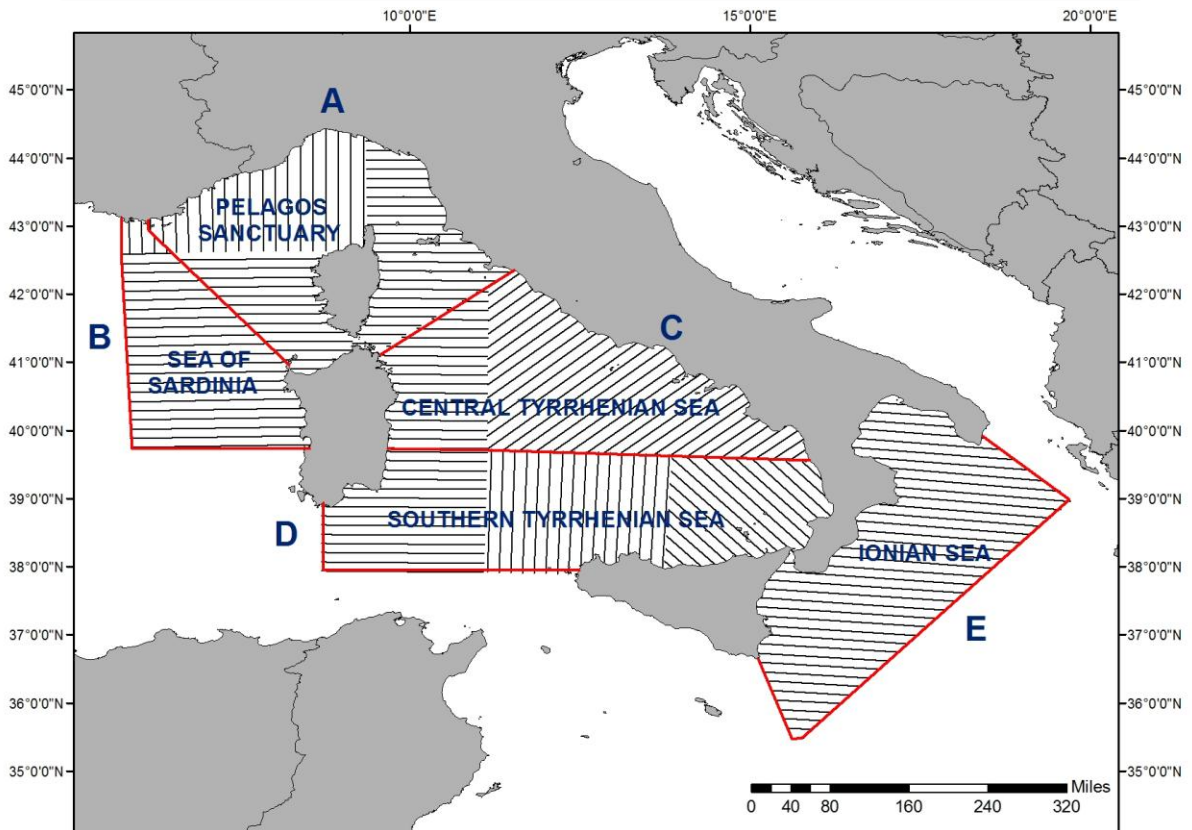 10°0'0"E 15°0'0"E 20°0'0"E
45°0'0"N 45°0'0"N
A
44°0'0"N 44°0'0"N
PELAGOS
SANCTUARY
43°0'0"N 43°0'0"N
42°0'0"N 42°0'0"N
B C
SEA OF
SARDINIA
41°0'0"N 41°0'0"N
CENTRAL TYRRHENIAN SEA
40°0'0"N 40°0'0"N
39°0'0"N 39°0'0"N
D SOUTHERN TYRRHENIAN SEA
IONIAN SEA
38°0'0"N 38°0'0"N
E
37°0'0"N 37°0'0"N
36°0'0"N 36°0'0"N
35°0'0"N 35°0'0"N
Miles
0 40 80 160 240 320